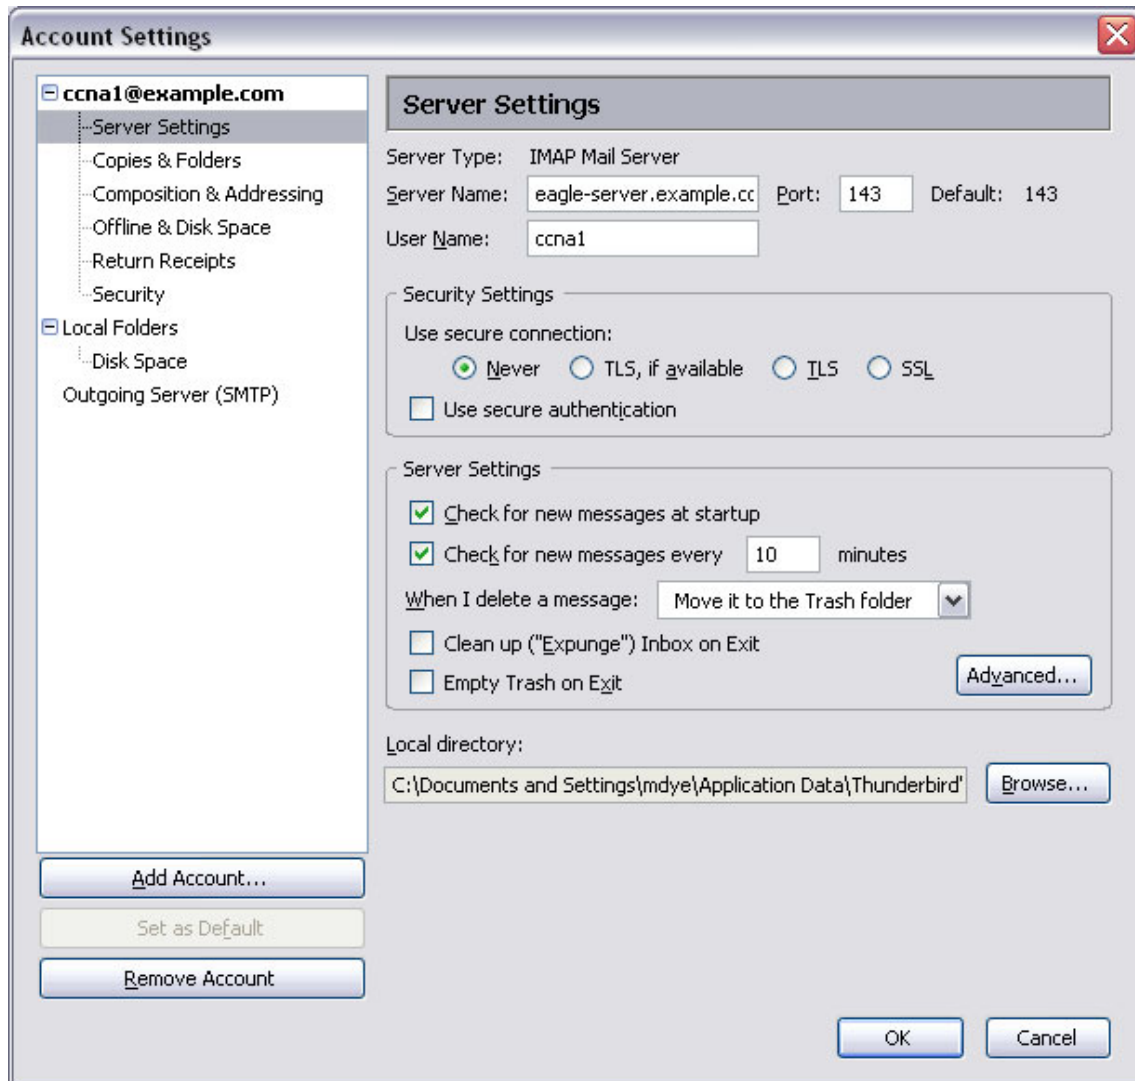 Account Settings
ccna1@example.com
Server Settings
Copies & Folders
Composition & Addressing
Offline & Disk Space
Return Receipts
Security
Local Folders
Disk Space
Outgoing Server (SMTP)
Add Account...
Set as Default
Remove Account
Server Settings
Server Type: IMAP Mail Server
Server Name: eagle-server.example.cc Port: 143 Default: 143
User Name: ccna1
Security Settings
Use secure connection:
Never TLS, if available TLS SSL
Use secure authentication
Server Settings
Check for new messages at startup
Check for new messages every 10 minutes
When I delete a message: Move it to the Trash folder
Clean up ("Expunge") Inbox on Exit
Empty Trash on Exit
Advanced...
Local directory:
C:\Documents and Settings\mdye\Application Data\Thunderbird' Browse...
OK Cancel